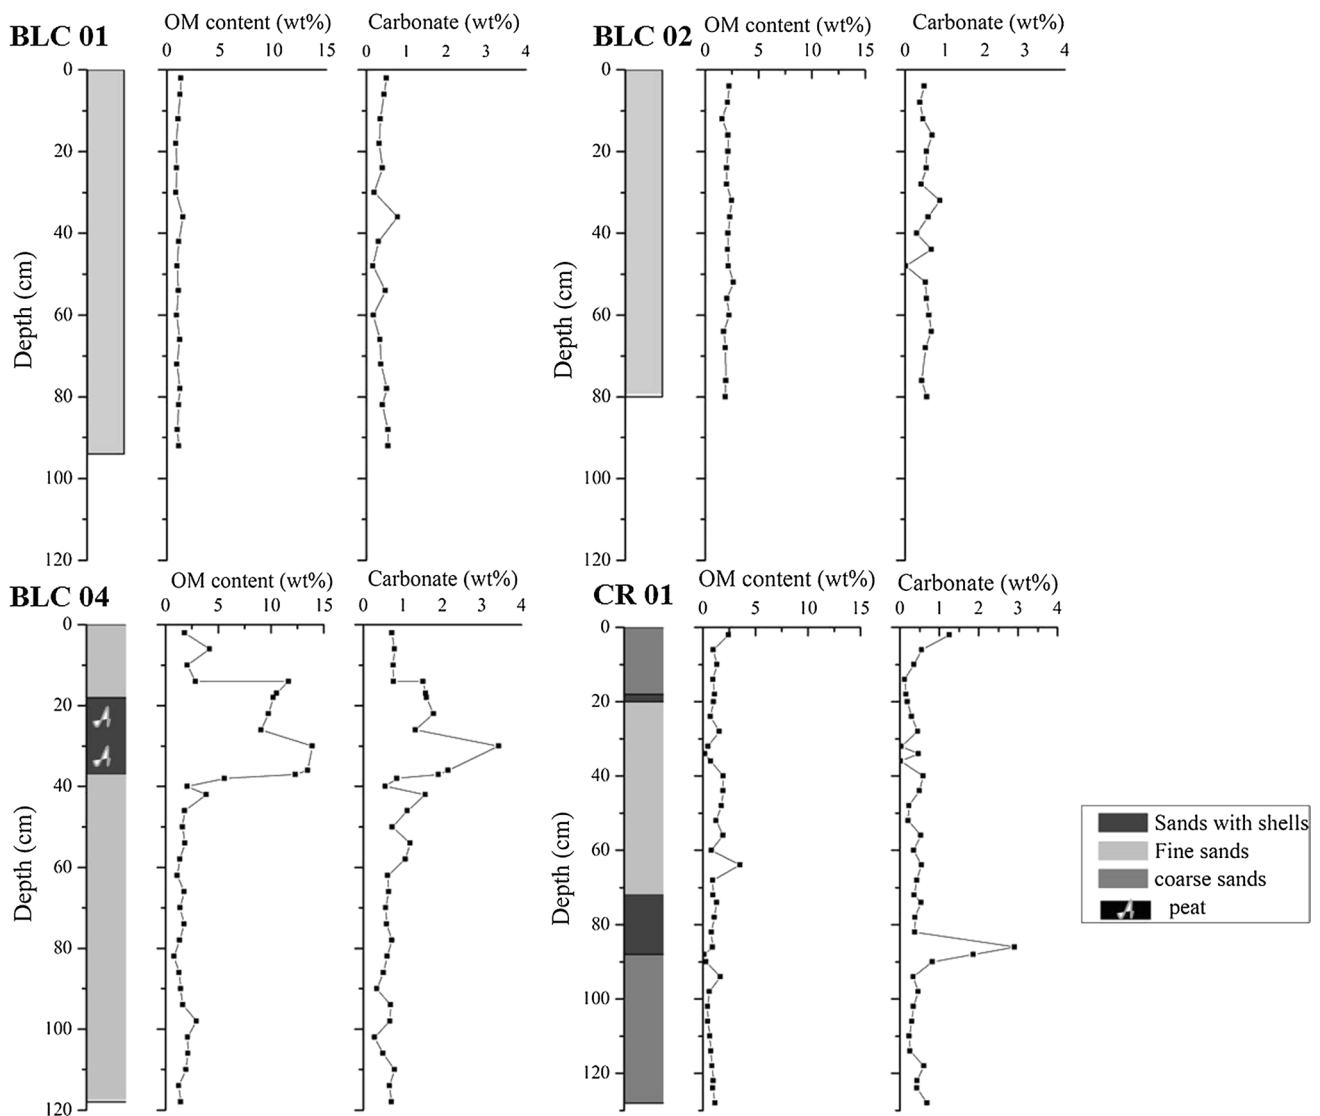 BLC 01
OM content (wt%)
0 5 10 15
Carbonate (wt%)
0 1 2 3 4
Depth (cm)
0
20
40
60
80
100
120
BLC 02
OM content (wt%)
0 5 10 15
Carbonate (wt%)
0 1 2 3 4
Depth (cm)
0
20
40
60
80
100
120
BLC 04
OM content (wt%)
0 5 10 15
Carbonate (wt%)
0 1 2 3 4
Depth (cm)
0
20
40
60
80
100
120
CR 01
OM content (wt%)
0 5 10 15
Carbonate (wt%)
0 1 2 3 4
Depth (cm)
0
20
40
60
80
100
120
Sands with shells
Fine sands
coarse sands
peat